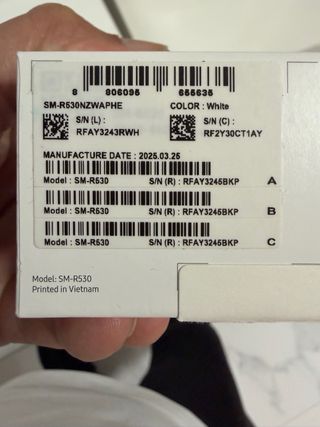 8 806095 656635
SM-R530NZWAPHE COLOR : White
S/N (L) : S/N (C) :
RFAY3243RWH RF2Y30CT1AY
MANUFACTURE DATE : 2025.03.25
Model : SM-R530 S/N (R) : RFAY3245BKP A
Model : SM-R530 S/N (R) : RFAY3245BKP B
Model : SM-R530 S/N (R) : RFAY3245BKP C
Model: SM-R530
Printed in Vietnam